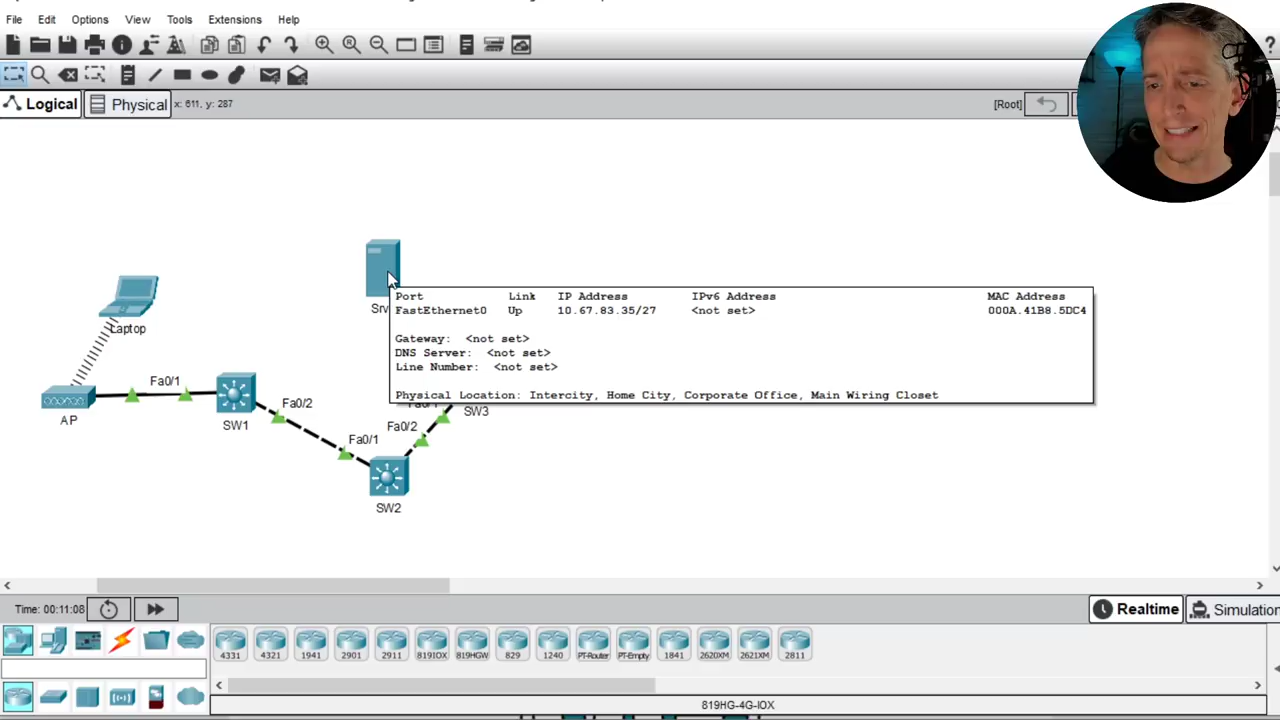 File Edit Options View Tools Extensions Help
Logical Physical x: 611, y: 287 [Root]
Port Link IP Address IPv6 Address MAC Address
FastEthernet0 Up 10.67.83.35/27 <not set> 000A.41B8.5DC4
Gateway: <not set>
DNS Server: <not set>
Line Number: <not set>
Physical Location: Intercity, Home City, Corporate Office, Main Wiring Closet
Srv
Laptop
Fa0/1
AP
SW1
Fa0/2
Fa0/1
Fa0/2
Fa0/1
SW3
SW2
Time: 00:11:08 Realtime Simulation
4331 4321 1941 2901 2911 819IOX 819HGW 829 1240 PT-Router PT-Empty 1841 2620XM 2621XM 2811
819HG-4G-IOX